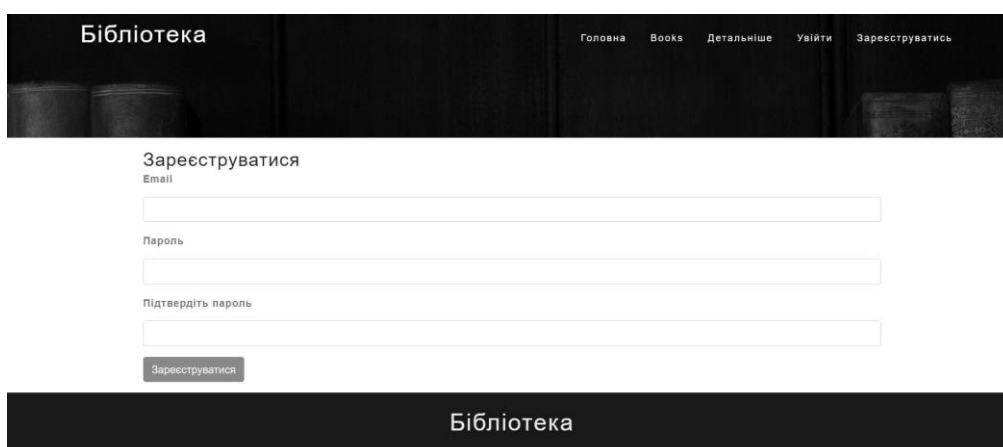 Бібліотека
Головна Books Детальніше Увійти Зареєструватись
Зареєструватися
Email
Пароль
Підтвердіть пароль
Зареєструватися
Бібліотека